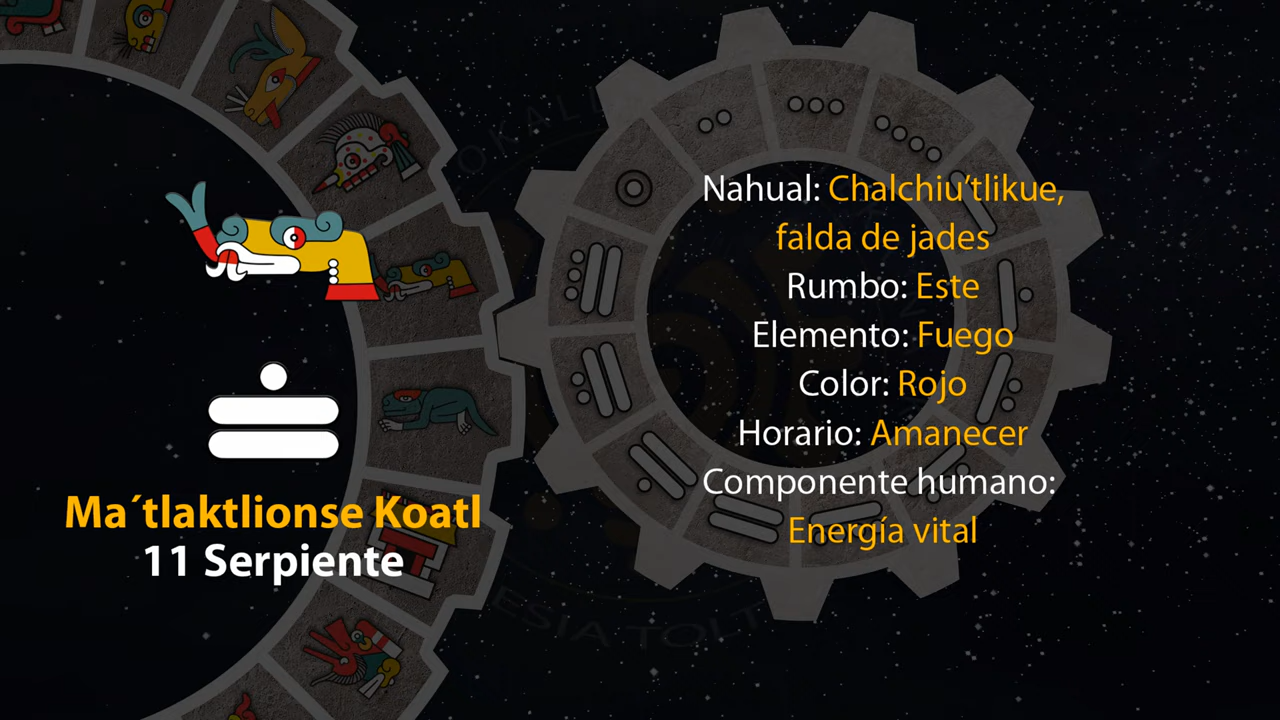 Ma´tlaktlionse Koatl
11 Serpiente
Nahual: Chalchiu’tlikue,
falda de jades
Rumbo: Este
Elemento: Fuego
Color: Rojo
Horario: Amanecer
Componente humano:
Energía vital